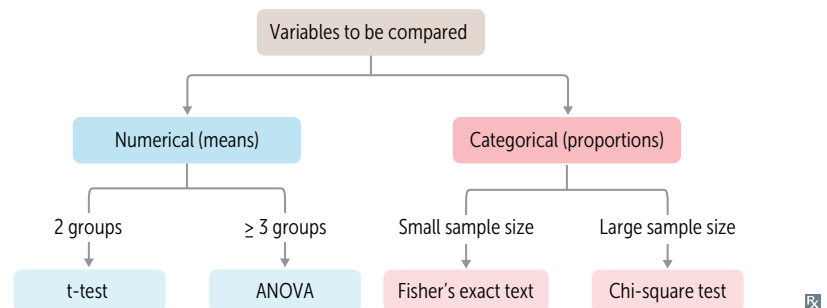 Variables to be compared
Numerical (means)
Categorical (proportions)
2 groups
≥ 3 groups
Small sample size
Large sample size
t-test
ANOVA
Fisher's exact text
Chi-square test
℞